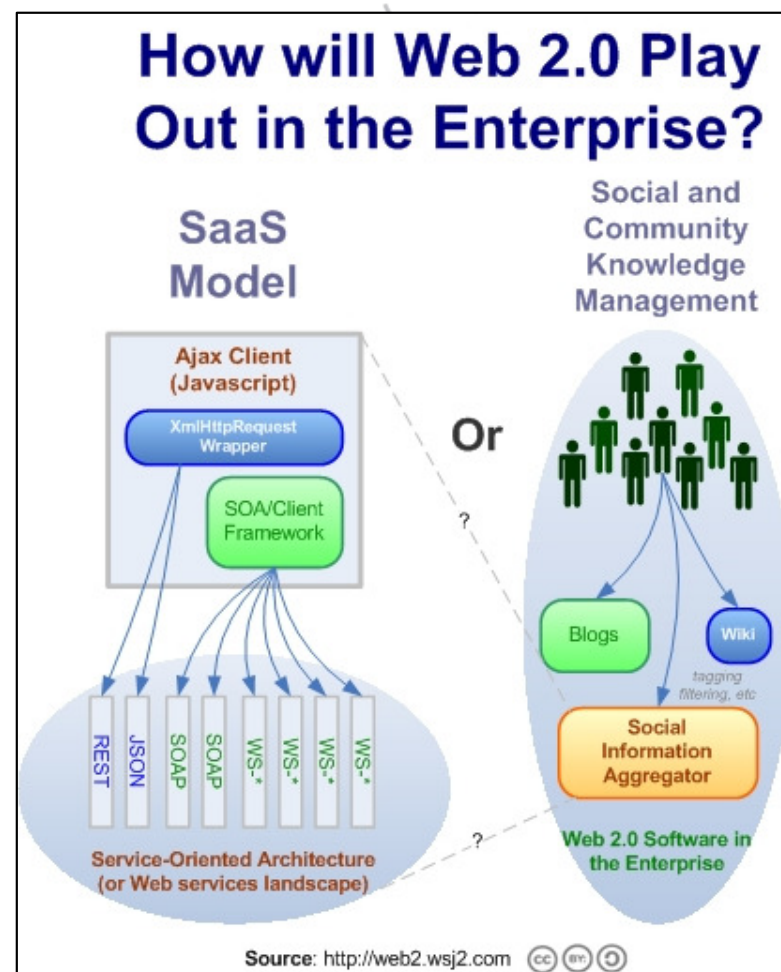 How will Web 2.0 Play
Out in the Enterprise?
SaaS
Model
Social and
Community
Knowledge
Management
Ajax Client
(Javascript)
XmlHttpRequest
Wrapper
SOA/Client
Framework
Or
?
Blogs
Wiki
tagging
filtering, etc
REST
JSON
SOAP
SOAP
WS-*
WS-*
WS-*
WS-*
Social
Information
Aggregator
?
Service-Oriented Architecture
(or Web services landscape)
Web 2.0 Software in
the Enterprise
Source: http://web2.wsj2.com
cc BY: